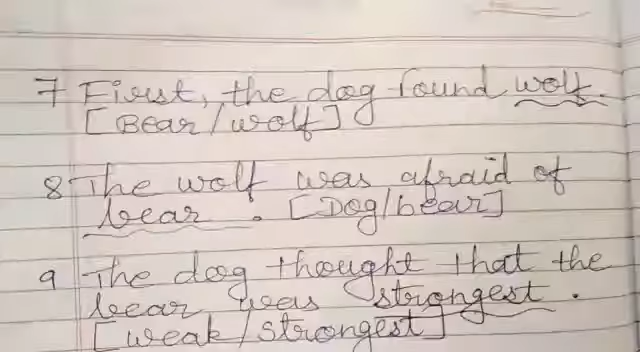 7 First, the dog found wolf.
[Bear/wolf]
8 The wolf was afraid of
bear. [Dog/bear]
9 The dog thought that the
bear was strongest.
[weak/strongest]